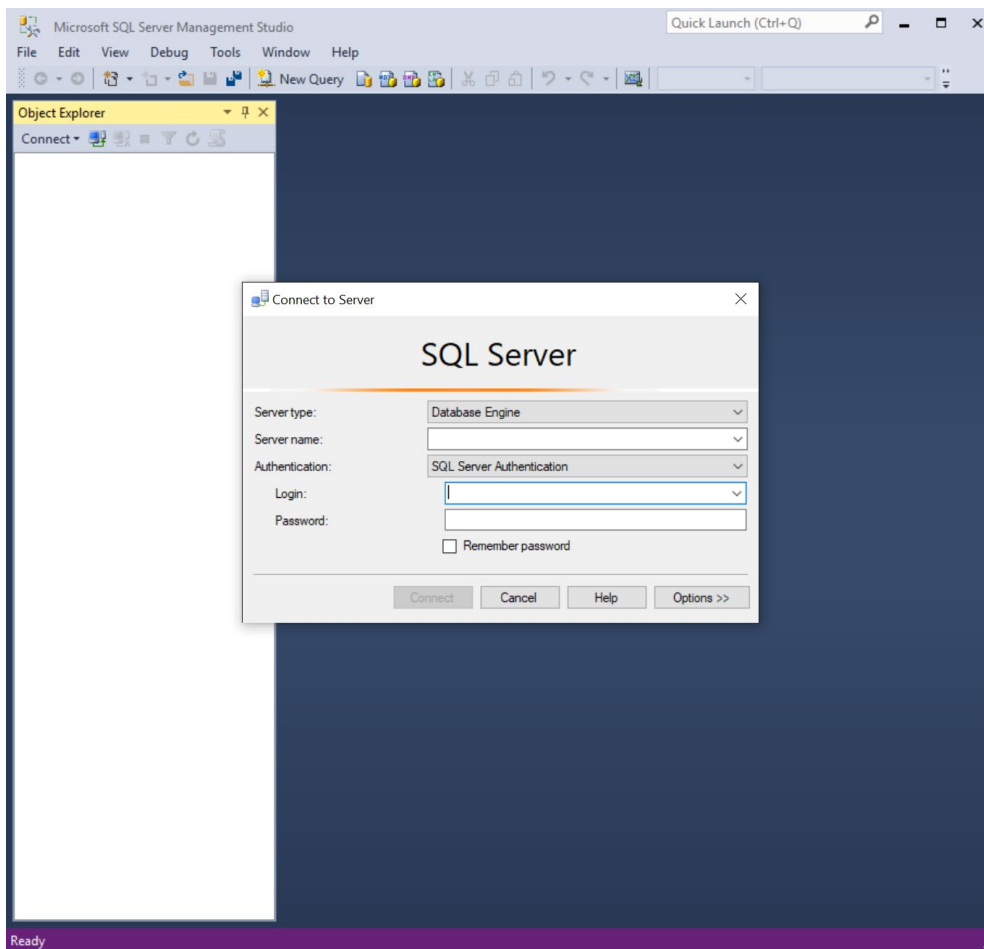 Microsoft SQL Server Management Studio
Quick Launch (Ctrl+Q)
File Edit View Debug Tools Window Help
New Query
Object Explorer
Connect
Connect to Server
SQL Server
Server type: Database Engine
Server name:
Authentication: SQL Server Authentication
Login:
Password:
Remember password
Connect Cancel Help Options >>
Ready